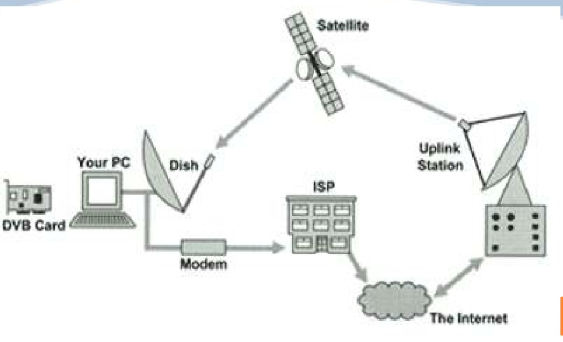 Satellite
Uplink
Station
Your PC
Dish
ISP
DVB Card
Modem
The Internet